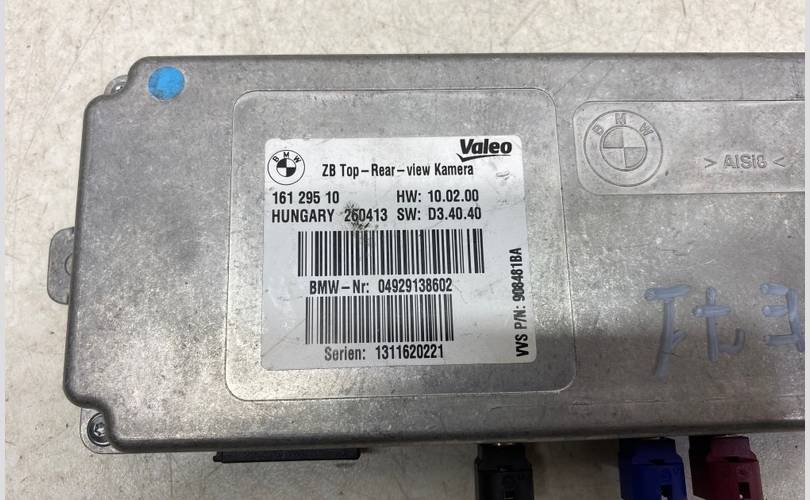 BMW
Valeo
ZB Top-Rear-view Kamera
161 295 10 HW: 10.02.00
HUNGARY 260413 SW: D3.40.40
BMW-Nr: 04929138602
Serien: 1311620221
VVS P/N: 908481BA
BMW
> AlSi8 <